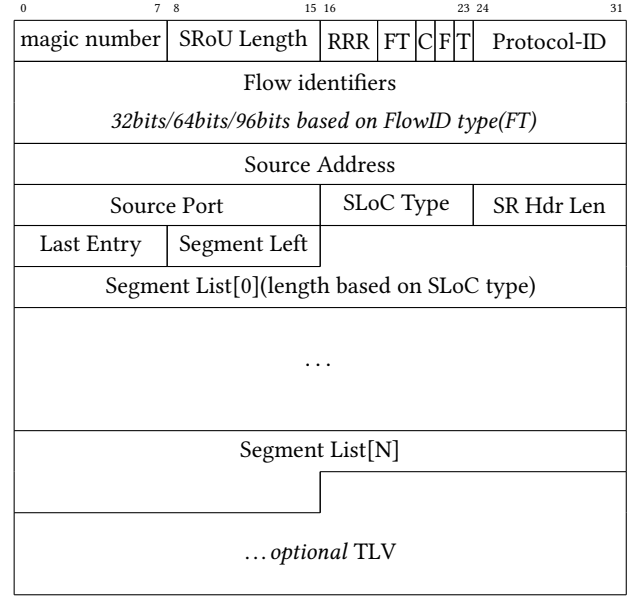 0 7 8 15 16 23 24 31
magic number SRoU Length RRR FT C F T Protocol-ID
Flow identifiers
32bits/64bits/96bits based on FlowID type(FT)
Source Address
Source Port SLoC Type SR Hdr Len
Last Entry Segment Left
Segment List[0](length based on SLoC type)
...
Segment List[N]
...optional TLV